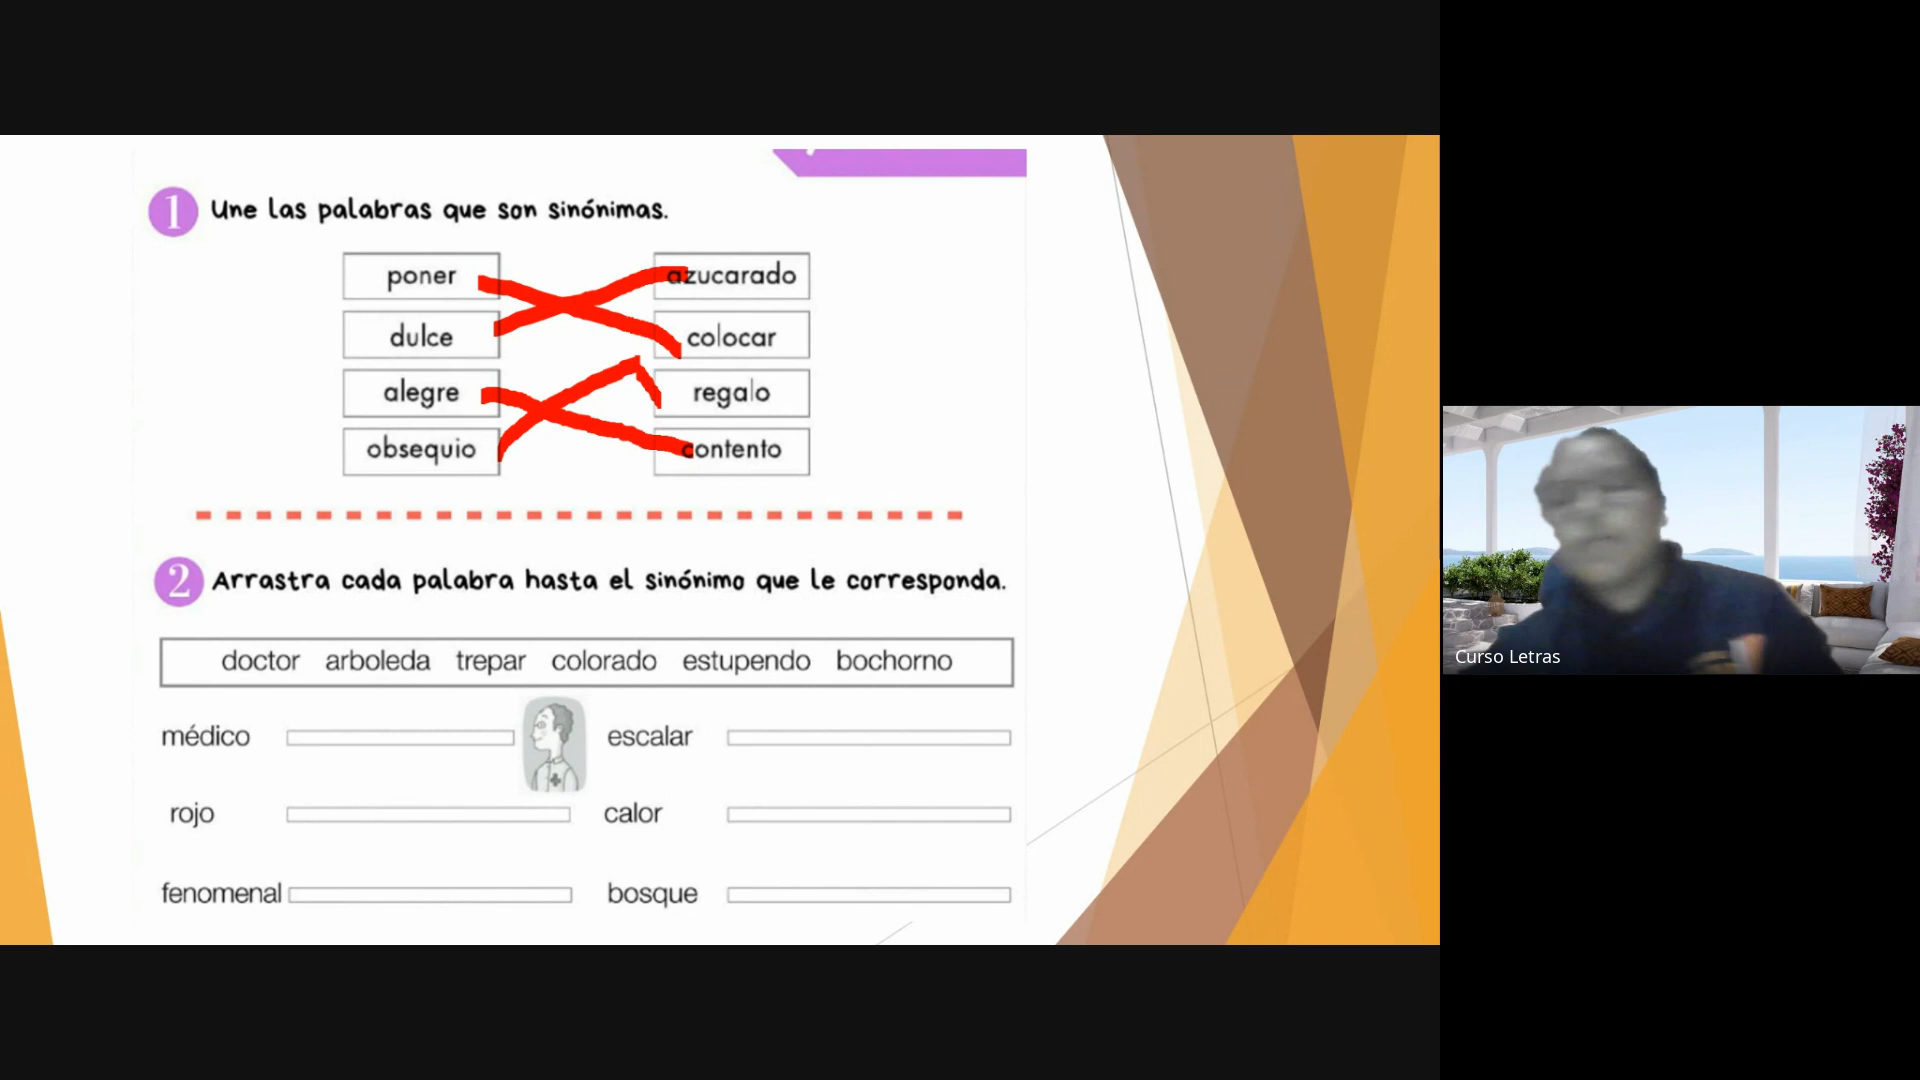 1 Une las palabras que son sinónimas.
poner azucarado
dulce colocar
alegre regalo
obsequio contento
2 Arrastra cada palabra hasta el sinónimo que le corresponda.
doctor arboleda trepar colorado estupendo bochorno
médico escalar
rojo calor
fenomenal bosque
Curso Letras